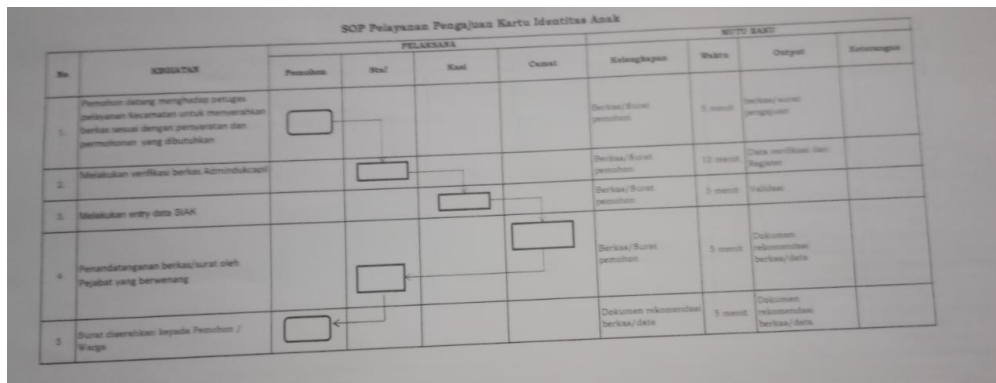 SOP Pelayanan Pengajuan Kartu Identitas Anak
No.
KEGIATAN
PELAKSANA
MUTU BAKU
Keterangan
Pemohon
Staf
Kasi
Camat
Kelengkapan
Waktu
Output
1.
Pemohon datang menghadap petugas
pelayanan Kecamatan untuk menyerahkan
berkas sesuai dengan persyaratan dan
permohonan yang dibutuhkan
Berkas/Surat
pemohon
5 menit
berkas/surat
pengajuan
2.
Melakukan verifikasi berkas Adminidukcapil
Berkas/Surat
pemohon
10 menit
Data verifikasi dan
Register
3.
Melakukan entry data SIAK
Berkas/Surat
pemohon
5 menit
Validasi
4.
Penandatanganan berkas/surat oleh
Pejabat yang berwenang
Berkas/Surat
pemohon
5 menit
Dokumen
rekomendasi
berkas/data
5
Surat diserahkan kepada Pemohon /
Warga
Dokumen rekomendasi
berkas/data
5 menit
Dokumen
rekomendasi
berkas/data